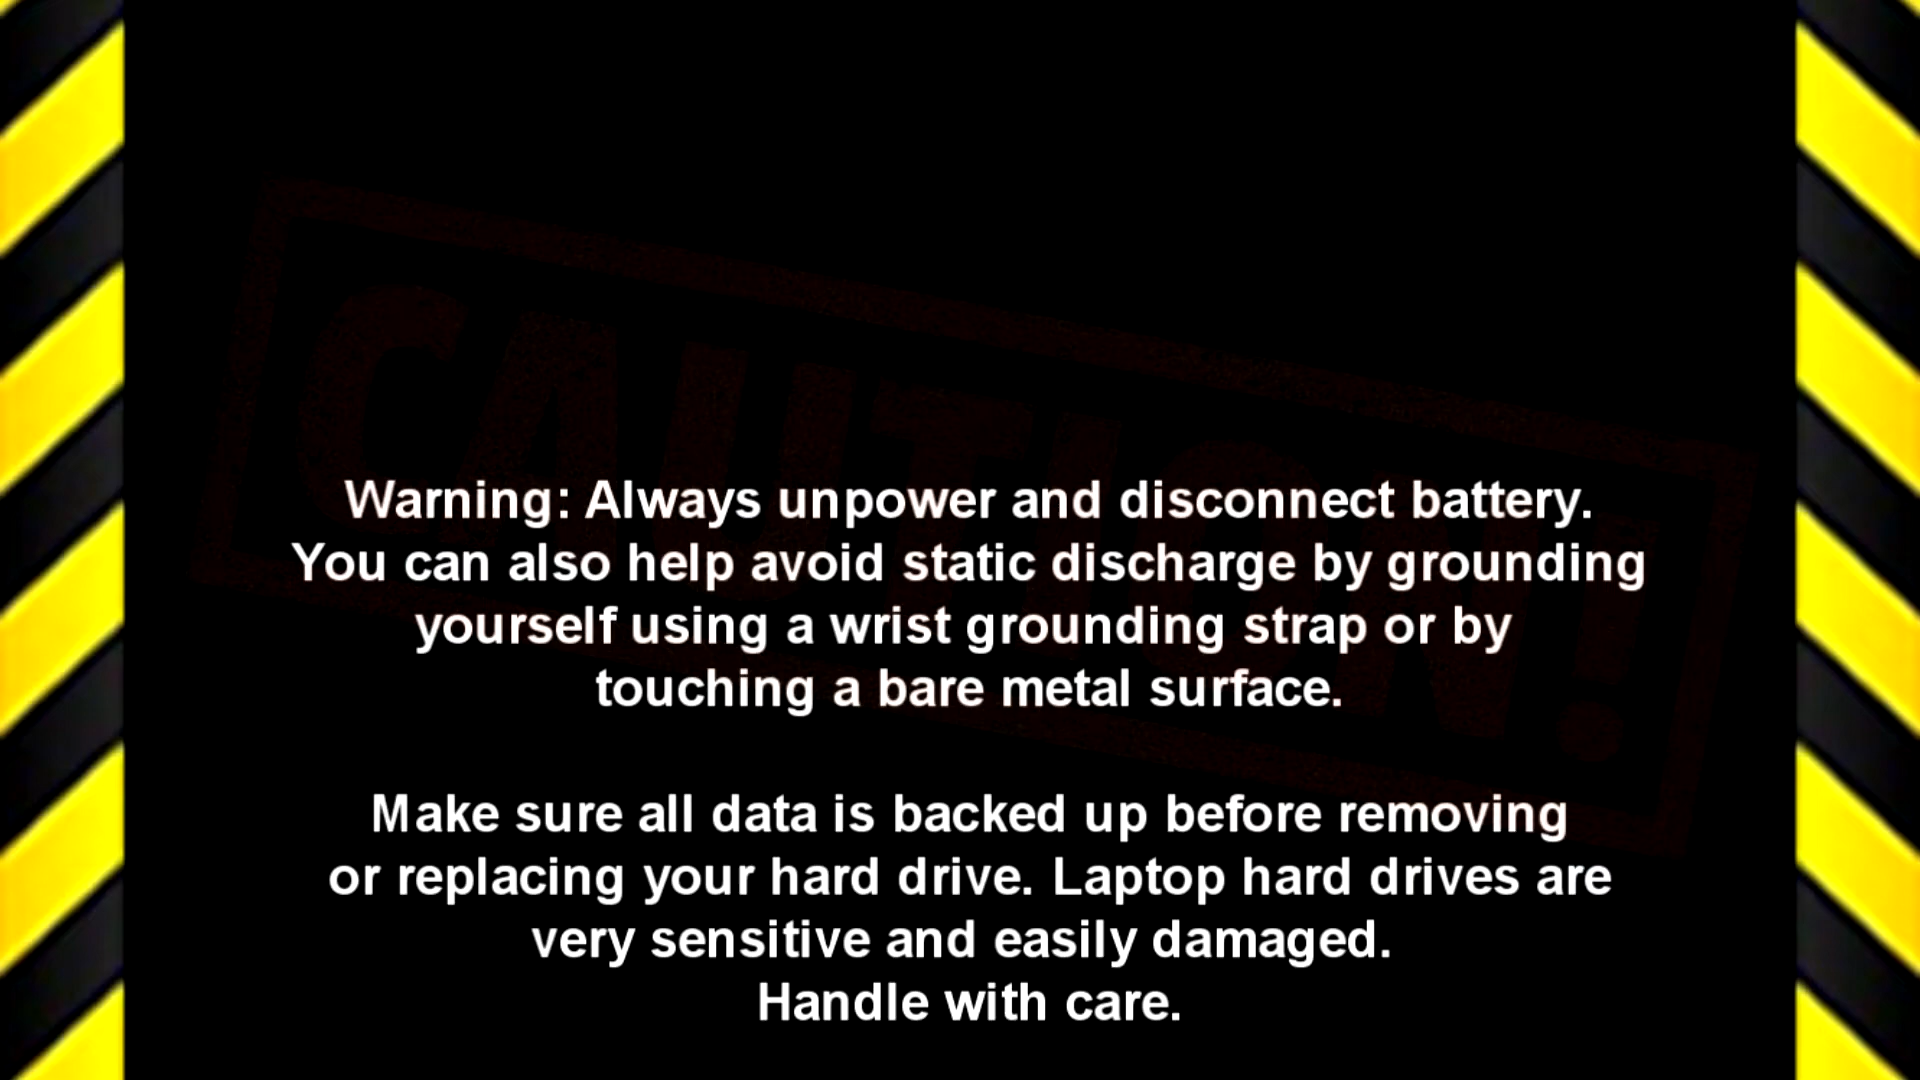 CAUTION!
Warning: Always unpower and disconnect battery.
You can also help avoid static discharge by grounding
yourself using a wrist grounding strap or by
touching a bare metal surface.
Make sure all data is backed up before removing
or replacing your hard drive. Laptop hard drives are
very sensitive and easily damaged.
Handle with care.